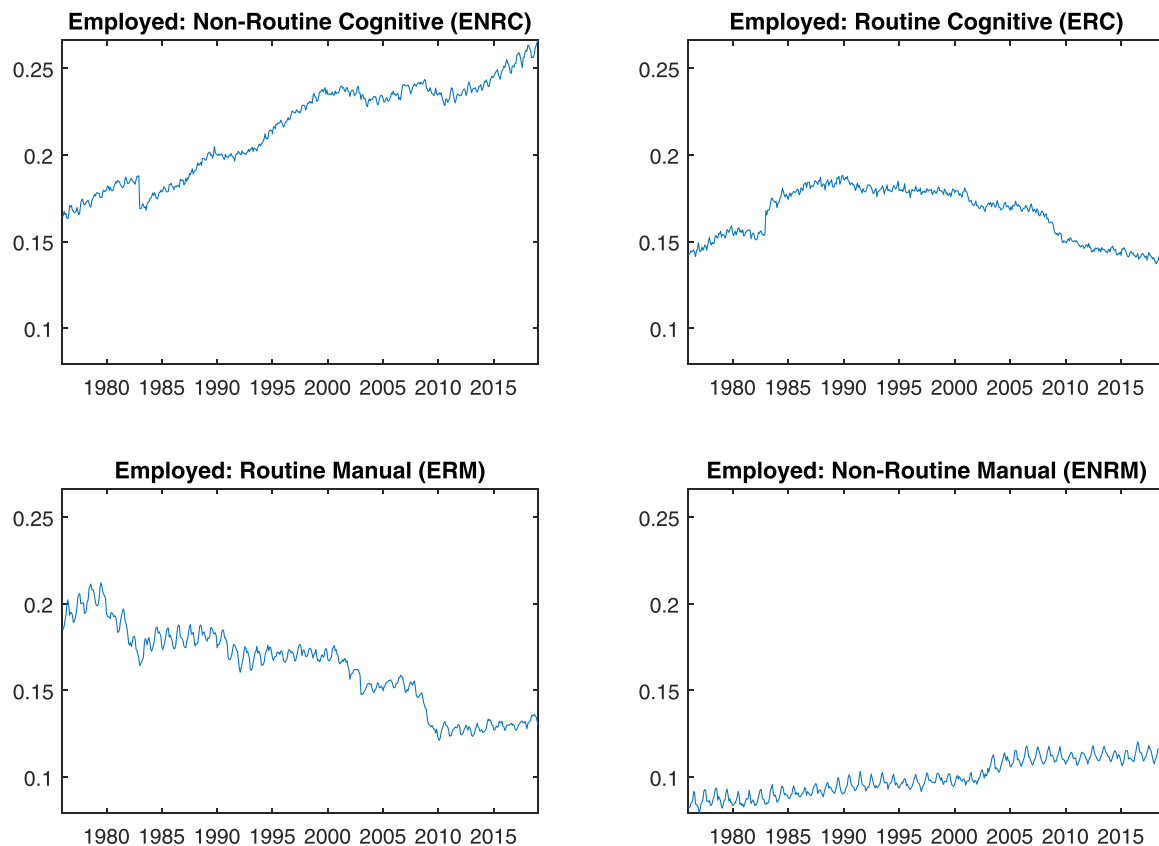 Employed: Non-Routine Cognitive (ENRC)
0.25
0.2
0.15
0.1
1980 1985 1990 1995 2000 2005 2010 2015
Employed: Routine Cognitive (ERC)
0.25
0.2
0.15
0.1
1980 1985 1990 1995 2000 2005 2010 2015
Employed: Routine Manual (ERM)
0.25
0.2
0.15
0.1
1980 1985 1990 1995 2000 2005 2010 2015
Employed: Non-Routine Manual (ENRM)
0.25
0.2
0.15
0.1
1980 1985 1990 1995 2000 2005 2010 2015